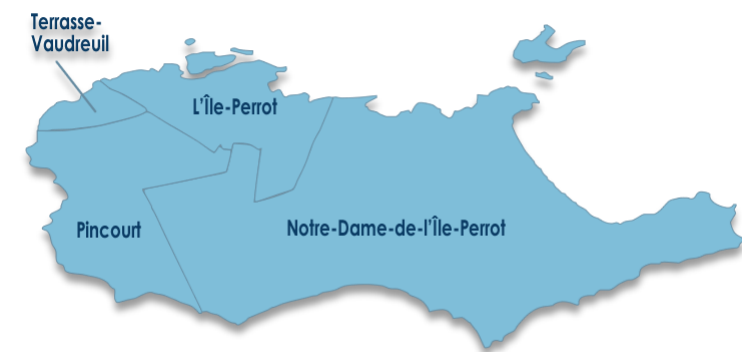 Terrasse-
Vaudreuil
L'Île-Perrot
Pincourt
Notre-Dame-de-l'Île-Perrot